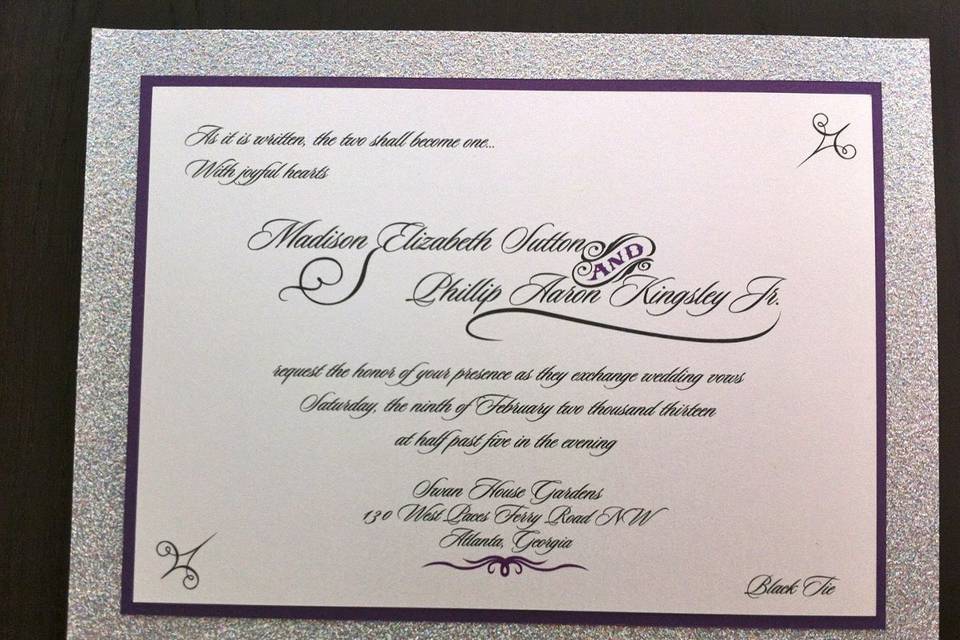 As it is written, the two shall become one...
With joyful hearts
Madison Elizabeth Sutton
AND
Phillip Aaron Kingsley Jr.
request the honor of your presence as they exchange wedding vows
Saturday, the ninth of February two thousand thirteen
at half past five in the evening
Swan House Gardens
130 West Paces Ferry Road NW
Atlanta, Georgia
Black Tie